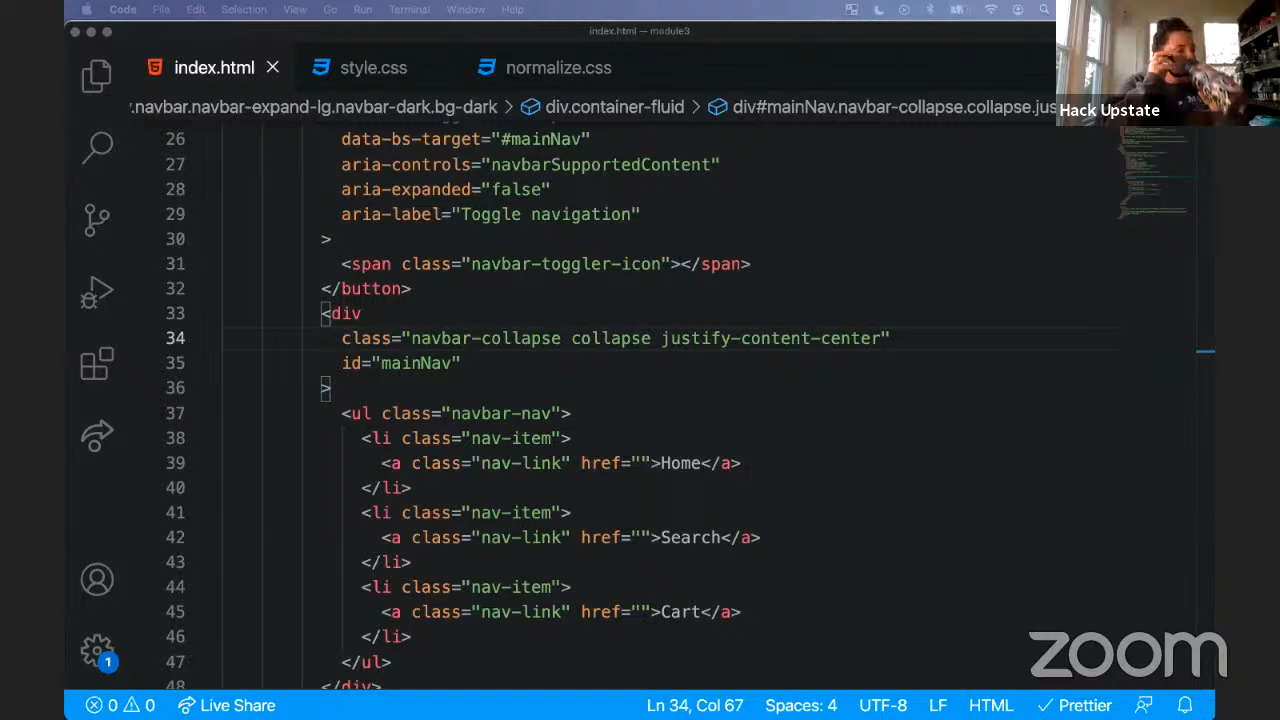 Code File Edit Selection View Go Run Terminal Window Help
index.html — module3
index.html style.css normalize.css
.navbar.navbar-expand-lg.navbar-dark.bg-dark > div.container-fluid > div#mainNav.navbar-collapse.collapse.jus
Hack Upstate
26 data-bs-target="#mainNav"
27 aria-controls="navbarSupportedContent"
28 aria-expanded="false"
29 aria-label="Toggle navigation"
30 >
31 <span class="navbar-toggler-icon"></span>
32 </button>
33 <div
34 class="navbar-collapse collapse justify-content-center"
35 id="mainNav"
36 >
37 <ul class="navbar-nav">
38 <li class="nav-item">
39 <a class="nav-link" href="">Home</a>
40 </li>
41 <li class="nav-item">
42 <a class="nav-link" href="">Search</a>
43 </li>
44 <li class="nav-item">
45 <a class="nav-link" href="">Cart</a>
46 </li>
47 </ul>
48 </div>
1
zoom
0 0 Live Share Ln 34, Col 67 Spaces: 4 UTF-8 LF HTML Prettier